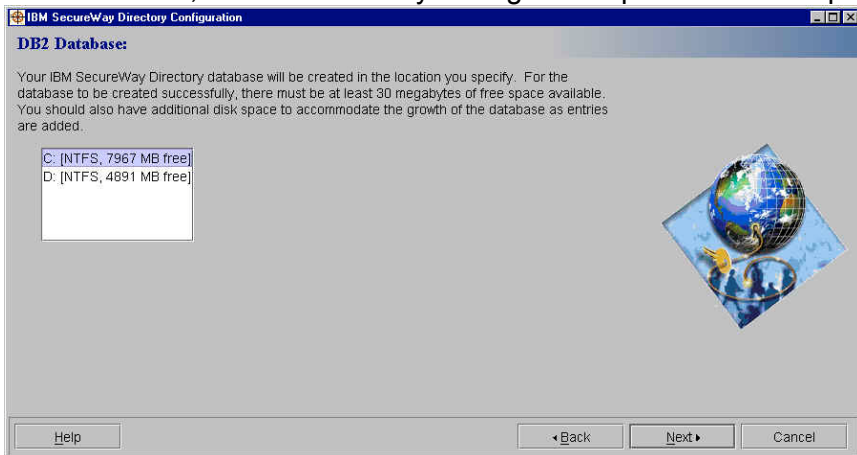 IBM SecureWay Directory Configuration
DB2 Database:
Your IBM SecureWay Directory database will be created in the location you specify. For the
database to be created successfully, there must be at least 30 megabytes of free space available.
You should also have additional disk space to accommodate the growth of the database as entries
are added.
C: [NTFS, 7967 MB free]
D: [NTFS, 4891 MB free]
Help
Back
Next
Cancel